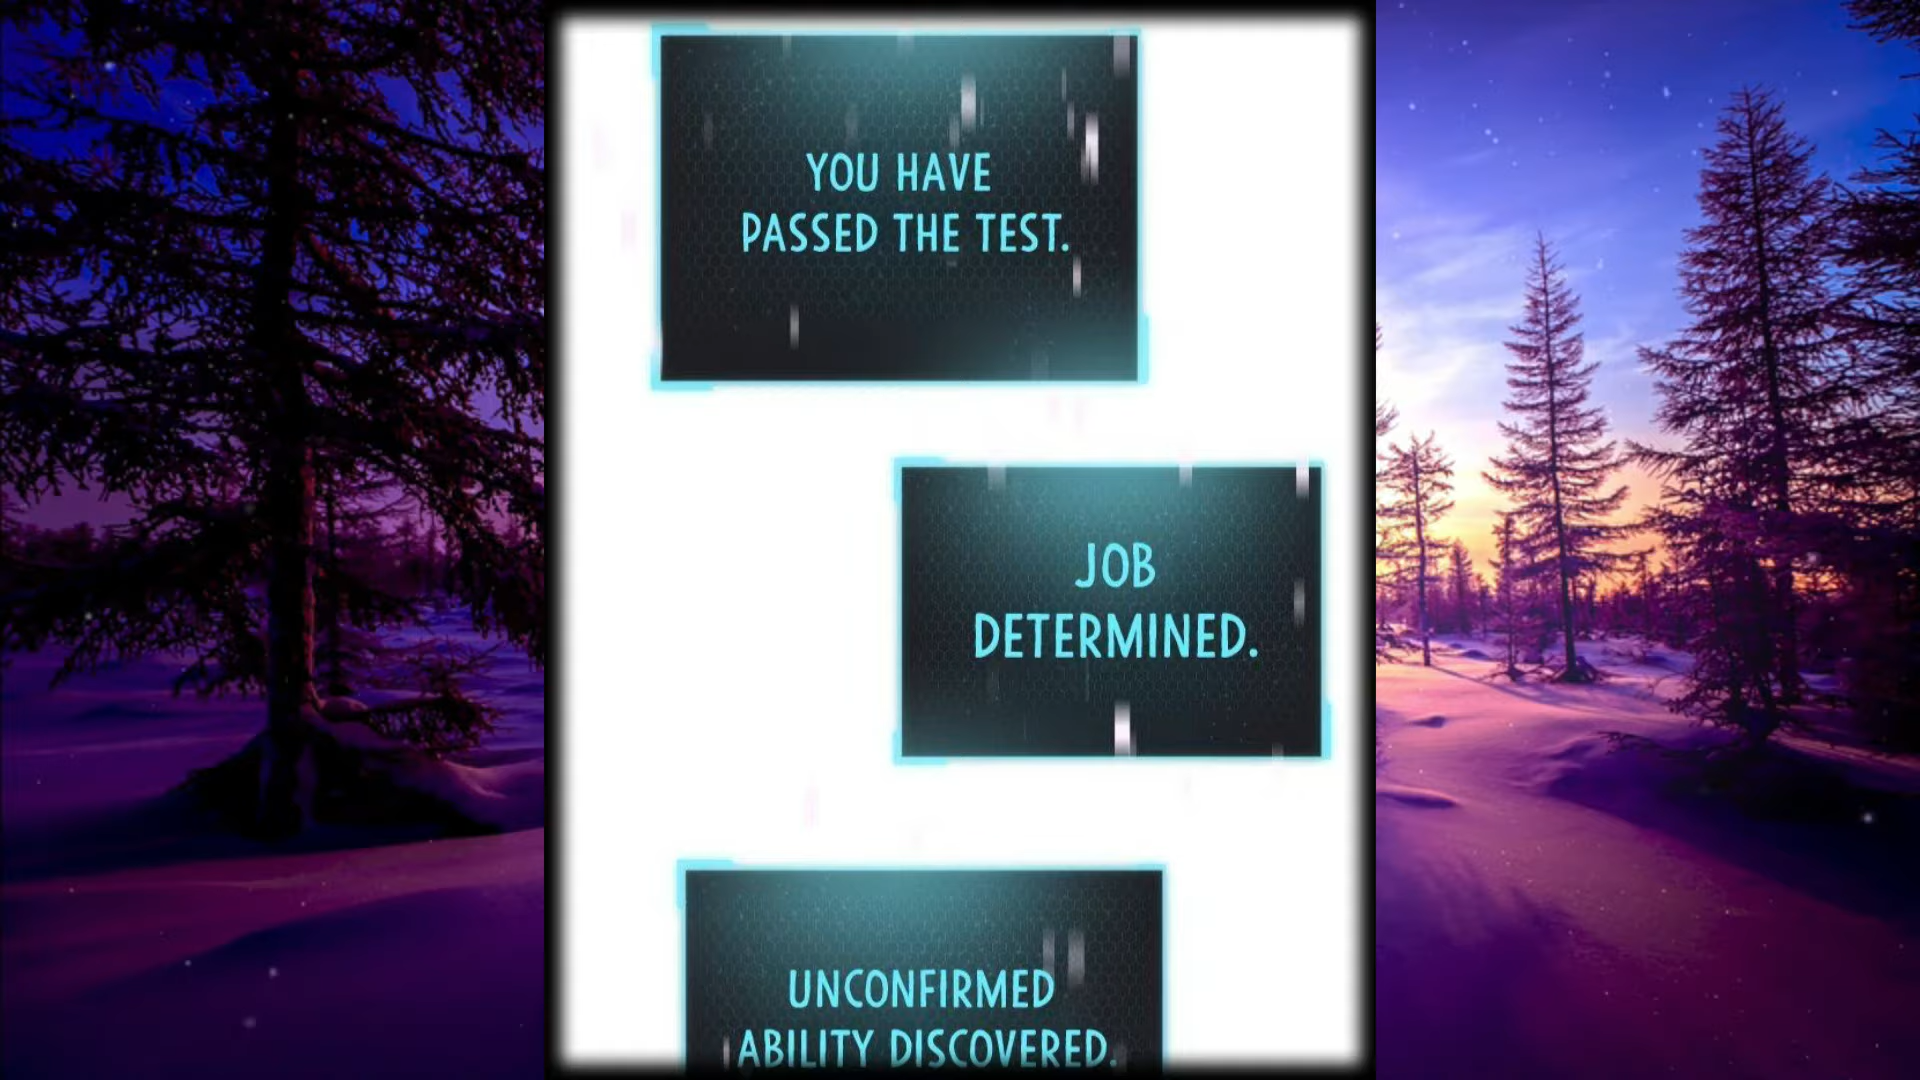 YOU HAVE
PASSED THE TEST.
JOB
DETERMINED.
UNCONFIRMED
ABILITY DISCOVERED.